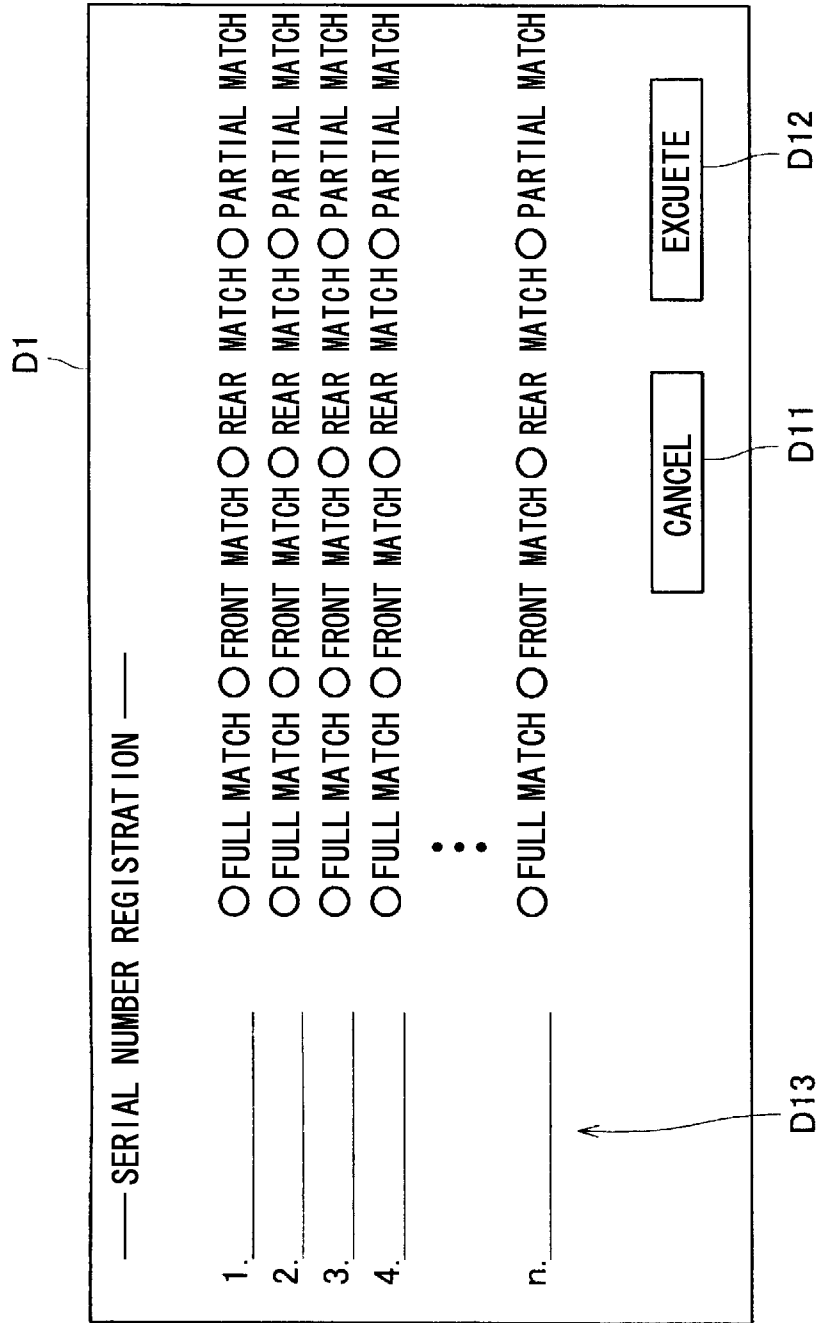 D1
—SERIAL NUMBER REGISTRATION—
1. ○FULL MATCH ○FRONT MATCH ○REAR MATCH ○PARTIAL MATCH
2. ○FULL MATCH ○FRONT MATCH ○REAR MATCH ○PARTIAL MATCH
3. ○FULL MATCH ○FRONT MATCH ○REAR MATCH ○PARTIAL MATCH
4. ○FULL MATCH ○FRONT MATCH ○REAR MATCH ○PARTIAL MATCH
•••
n. ○FULL MATCH ○FRONT MATCH ○REAR MATCH ○PARTIAL MATCH
CANCEL EXCUETE
D13 D11 D12